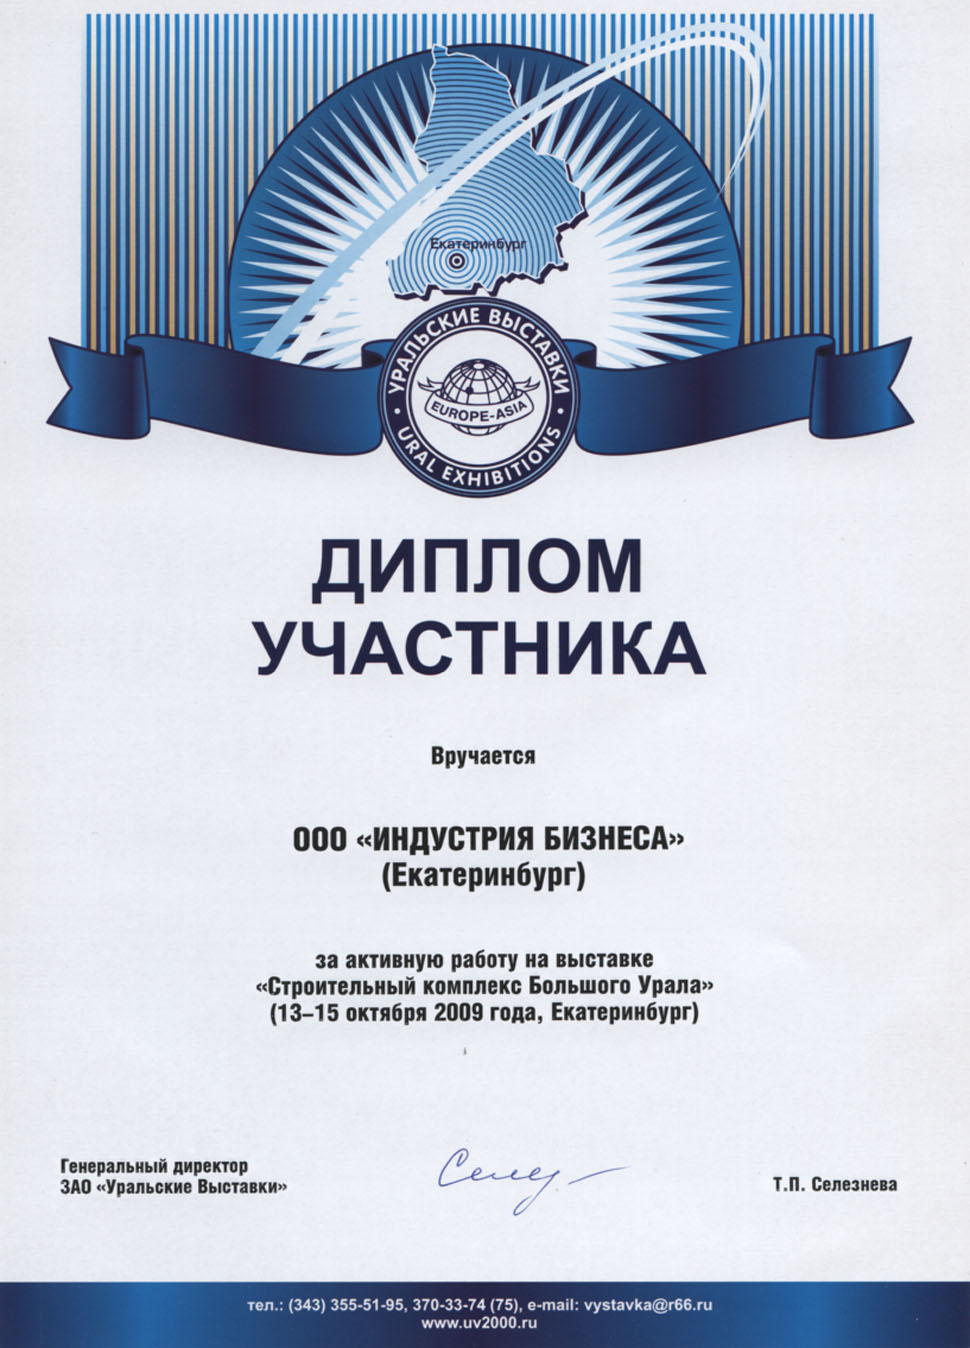 Екатеринбург
УРАЛЬСКИЕ ВЫСТАВКИ
EUROPE-ASIA
URAL EXHIBITIONS
ДИПЛОМ
УЧАСТНИКА
Вручается
ООО «ИНДУСТРИЯ БИЗНЕСА»
(Екатеринбург)
за активную работу на выставке
«Строительный комплекс Большого Урала»
(13–15 октября 2009 года, Екатеринбург)
Генеральный директор
ЗАО «Уральские Выставки»
Т.П. Селезнева
тел.: (343) 355-51-95, 370-33-74 (75), e-mail: vystavka@r66.ru
www.uv2000.ru